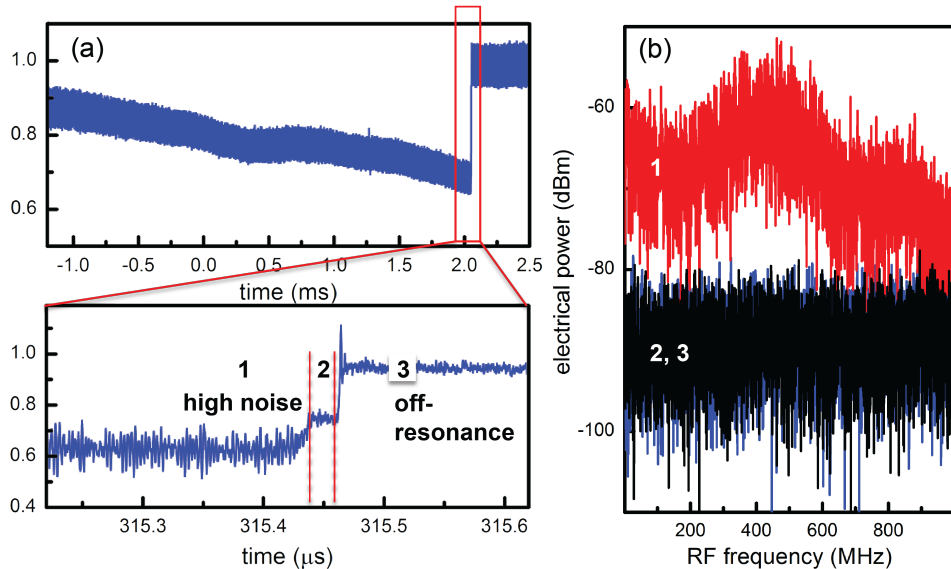 (a)
1.0
0.8
0.6
-1.0 -0.5 0.0 0.5 1.0 1.5 2.0 2.5
time (ms)
1.0
0.8
0.6
0.4
1
high noise
2
3
off-
resonance
315.3 315.4 315.5 315.6
time (μs)
(b)
electrical power (dBm)
-60
-80
-100
1
2, 3
200 400 600 800
RF frequency (MHz)